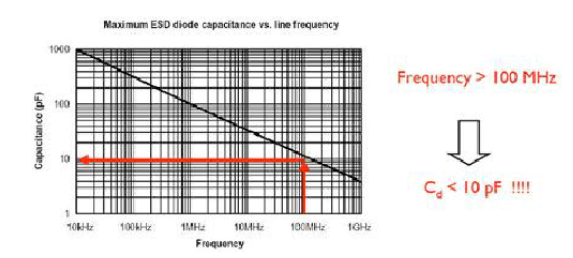 Maximum ESD diode capacitance vs. line frequency
Capacitance (pF)
1000
100
10
1
10kHz 100kHz 1MHz 10MHz 100MHz 1GHz
Frequency
Frequency > 100 MHz
Cd < 10 pF !!!!